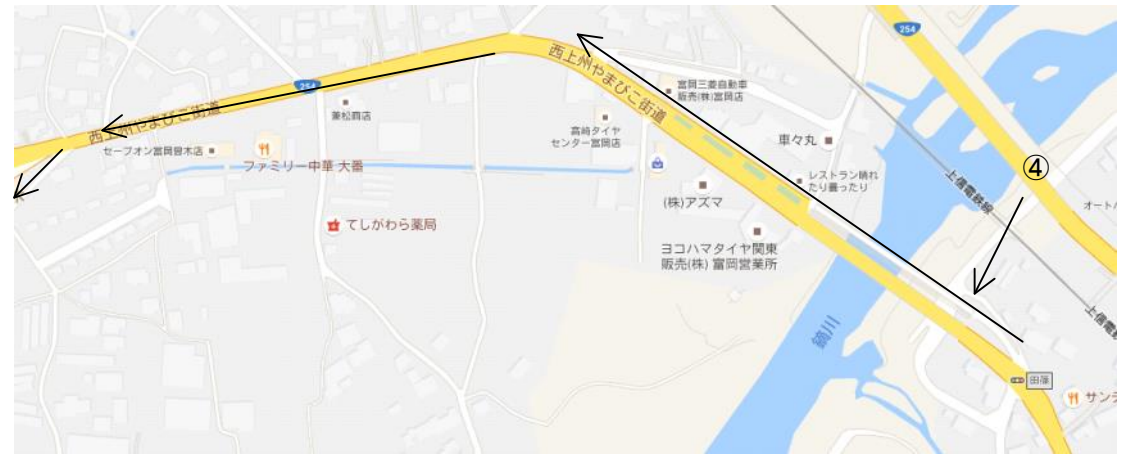 254
西上州やまびこ街道
富岡三菱自動車
販売(株)富岡店
254
兼松商店
高崎タイヤ
センター富岡店
西上州やまびこ街道
セーブオン富岡曽木店
ファミリー中華 大番
車々丸
レストラン晴れ
たり曇ったり
④
上信電鉄線
(株)アズマ
オートバ
てしがわら薬局
ヨコハマタイヤ関東
販売(株) 富岡営業所
鏑川
上信電鉄
田篠
サンデ